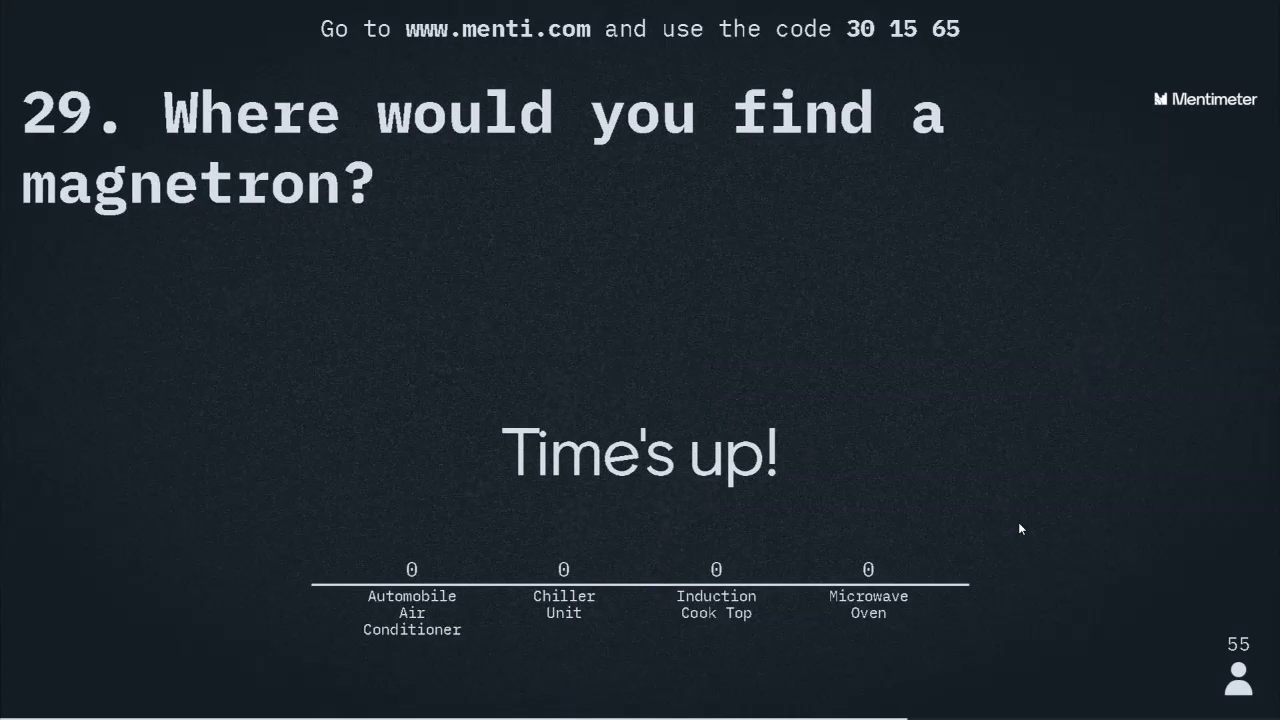 Go to www.menti.com and use the code 30 15 65
29. Where would you find a
magnetron?
Mentimeter
Time's up!
0 0 0 0
Automobile
Air
Conditioner
Chiller
Unit
Induction
Cook Top
Microwave
Oven
55